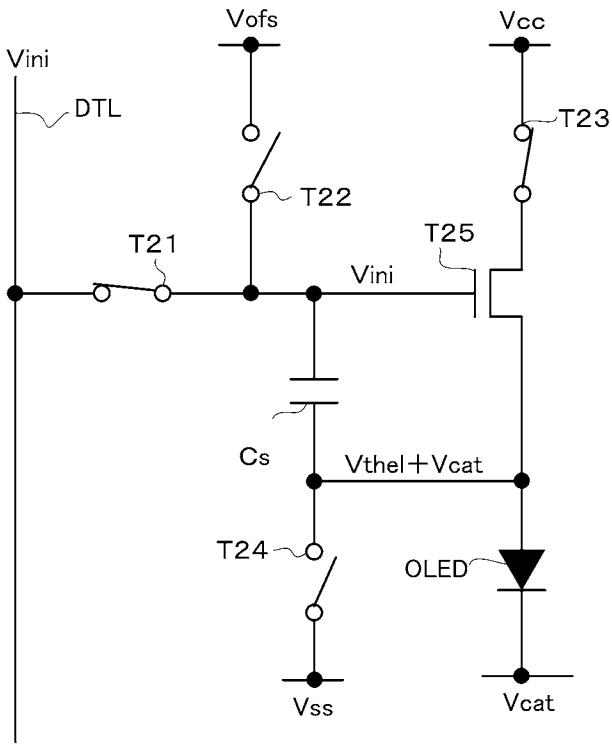 Vofs
Vcc
Vini
DTL
T23
T22
T21
T25
Vini
Cs
Vthel+Vcat
T24
OLED
Vss
Vcat